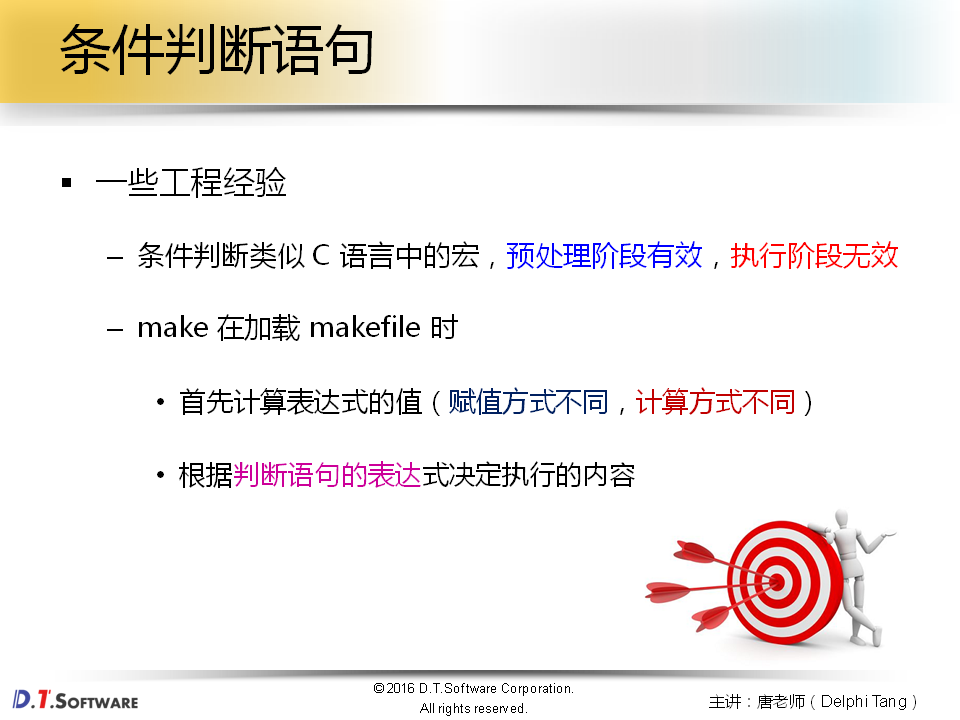 条件判断语句
▪ 一些工程经验
– 条件判断类似 C 语言中的宏，预处理阶段有效，执行阶段无效
– make 在加载 makefile 时
• 首先计算表达式的值（赋值方式不同，计算方式不同）
• 根据判断语句的表达式决定执行的内容
D.T.SOFTWARE
©2016 D.T.Software Corporation.
All rights reserved.
主讲：唐老师（Delphi Tang）